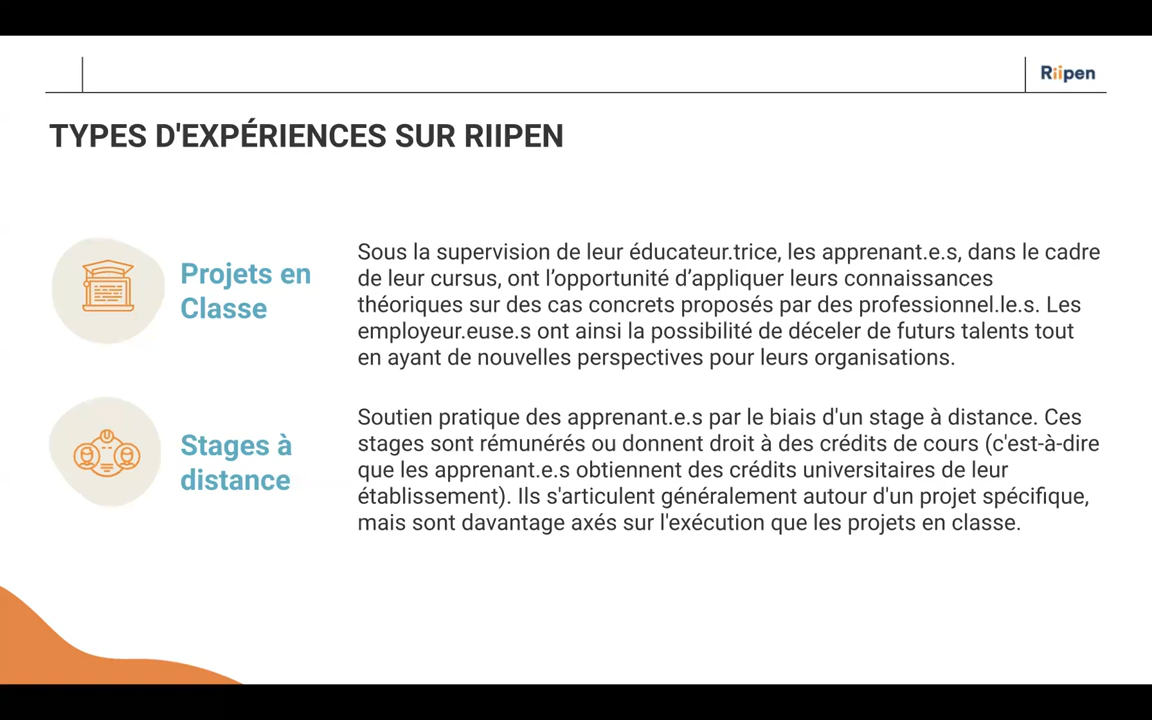 Riipen
TYPES D'EXPÉRIENCES SUR RIIPEN
Projets en
Classe
Sous la supervision de leur éducateur.trice, les apprenant.e.s, dans le cadre
de leur cursus, ont l’opportunité d’appliquer leurs connaissances
théoriques sur des cas concrets proposés par des professionnel.le.s. Les
employeur.euse.s ont ainsi la possibilité de déceler de futurs talents tout
en ayant de nouvelles perspectives pour leurs organisations.
Stages à
distance
Soutien pratique des apprenant.e.s par le biais d'un stage à distance. Ces
stages sont rémunérés ou donnent droit à des crédits de cours (c'est-à-dire
que les apprenant.e.s obtiennent des crédits universitaires de leur
établissement). Ils s'articulent généralement autour d'un projet spécifique,
mais sont davantage axés sur l'exécution que les projets en classe.